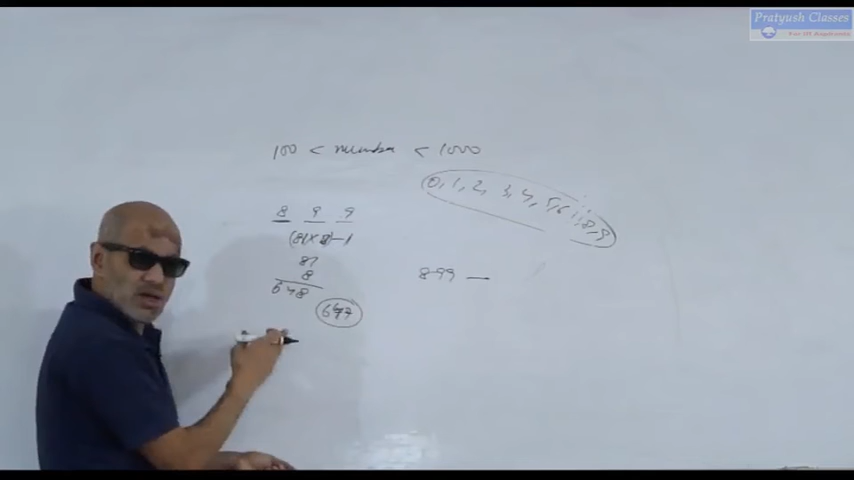 Pratyush Classes
100 < number < 1000
0, 1, 2, 3, 4, 5, 6, 7, 8, 9
8 9 9
(81 × 8) - 1
81
8
648
647
899 —